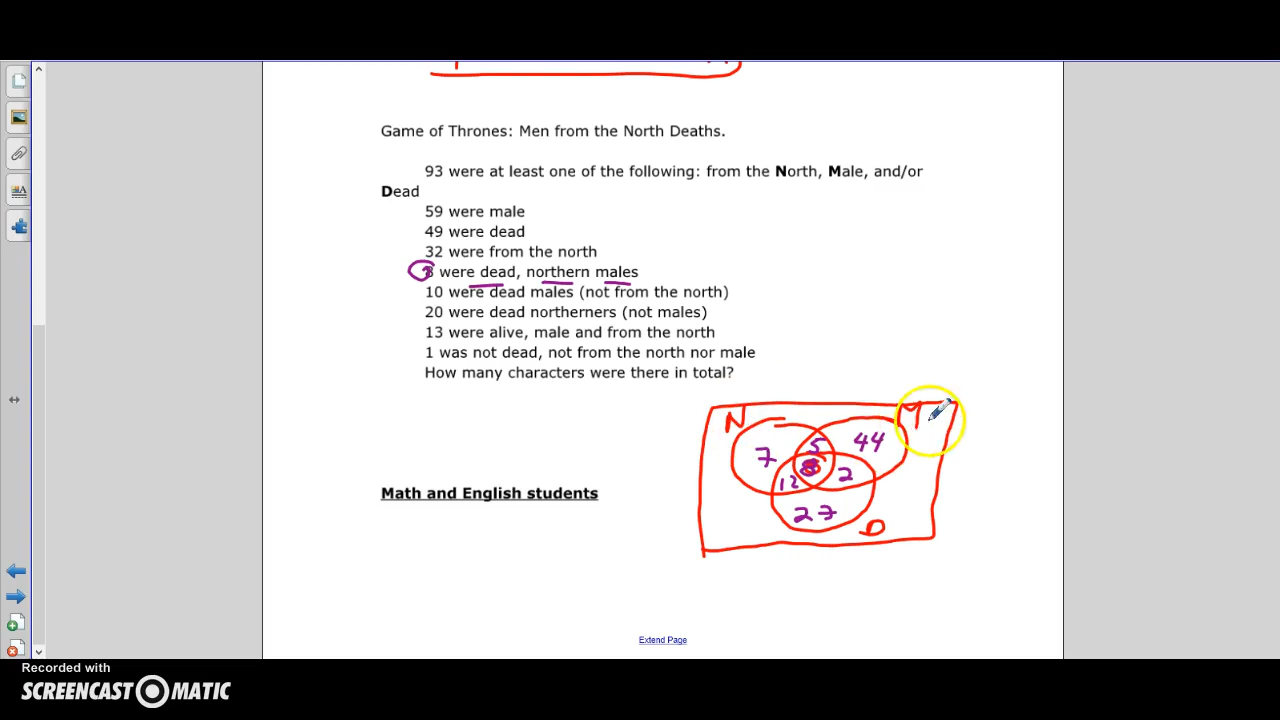 Game of Thrones: Men from the North Deaths.
93 were at least one of the following: from the North, Male, and/or
Dead
59 were male
49 were dead
32 were from the north
8 were dead, northern males
10 were dead males (not from the north)
20 were dead northerners (not males)
13 were alive, male and from the north
1 was not dead, not from the north nor male
How many characters were there in total?
N
7 5 44
8
12 2
27
D
Math and English students
Extend Page
Recorded with
SCREENCAST MATIC